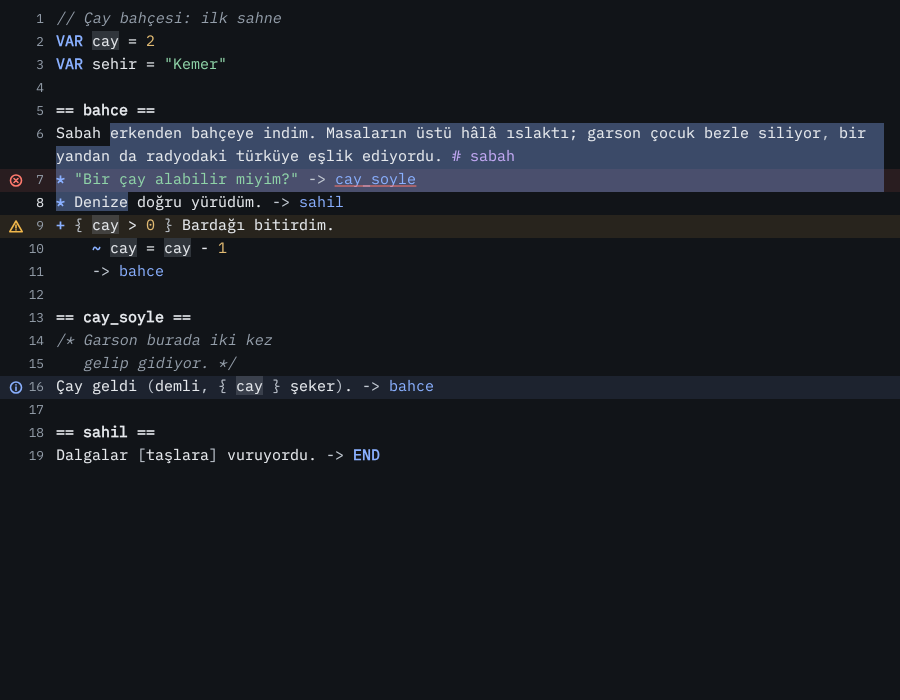 1 // Çay bahçesi: ilk sahne
2 VAR cay = 2
3 VAR sehir = "Kemer"
4
5 == bahce ==
6 Sabah erkenden bahçeye indim. Masaların üstü hâlâ ıslaktı; garson çocuk bezle siliyor, bir
yandan da radyodaki türküye eşlik ediyordu. # sabah
7 * "Bir çay alabilir miyim?" -> cay_soyle
8 * Denize doğru yürüdüm. -> sahil
9 + { cay > 0 } Bardağı bitirdim.
10 ~ cay = cay - 1
11 -> bahce
12
13 == cay_soyle ==
14 /* Garson burada iki kez
15 gelip gidiyor. */
16 Çay geldi (demli, { cay } şeker). -> bahce
17
18 == sahil ==
19 Dalgalar [taşlara] vuruyordu. -> END